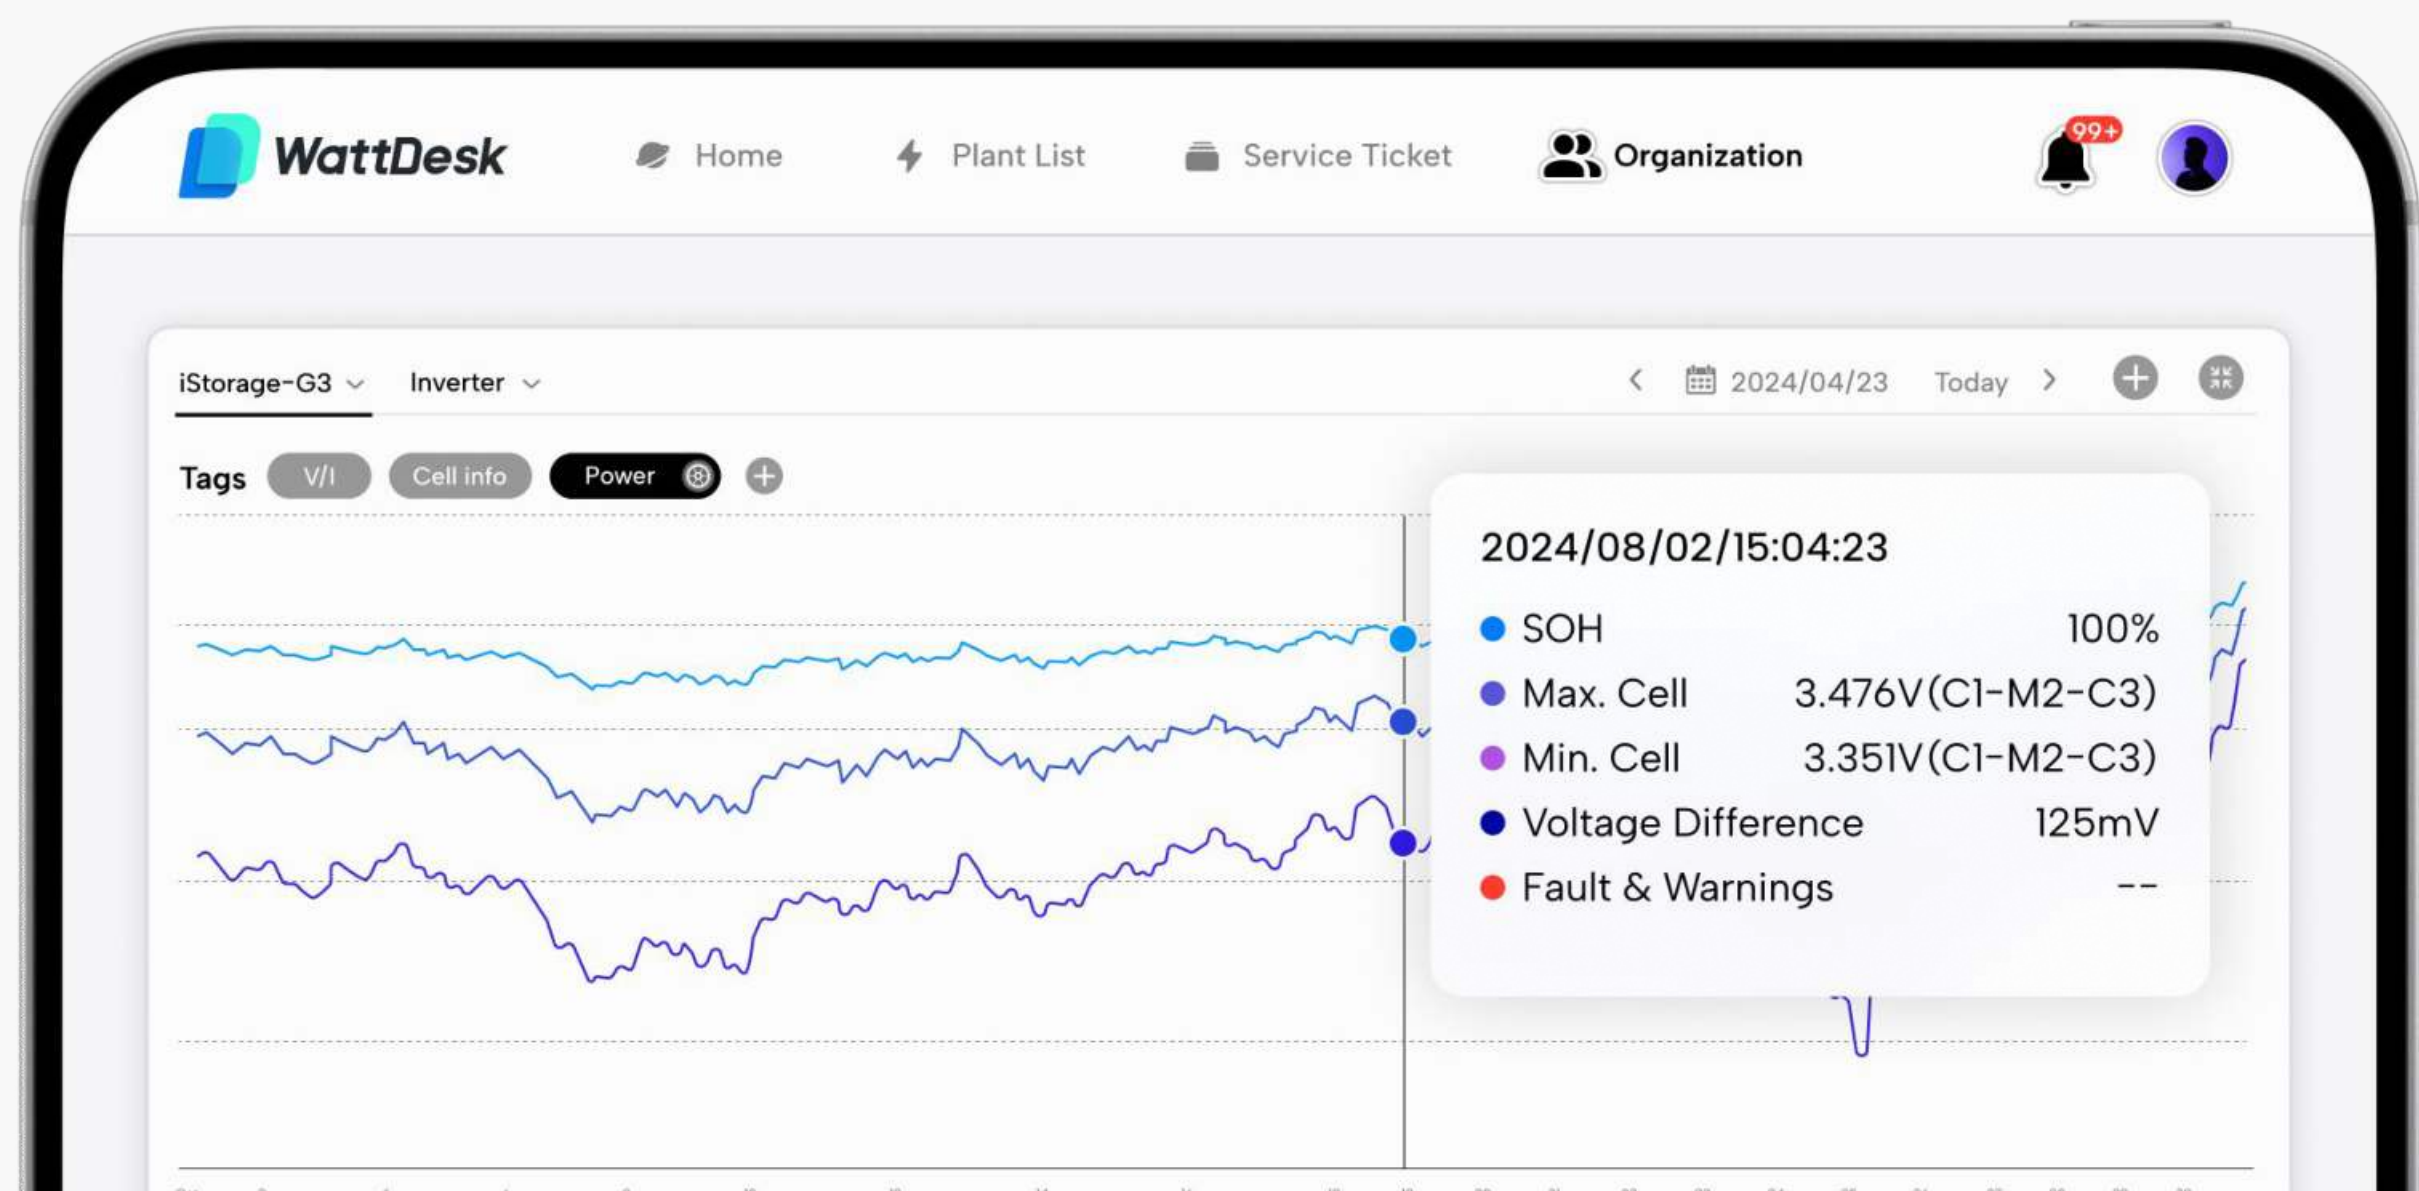 WattDesk
Home
Plant List
Service Ticket
Organization
99+
iStorage-G3
Inverter
2024/04/23
Today
Tags
V/I
Cell info
Power
2024/08/02/15:04:23
SOH 100%
Max. Cell 3.476V(C1-M2-C3)
Min. Cell 3.351V(C1-M2-C3)
Voltage Difference 125mV
Fault & Warnings --